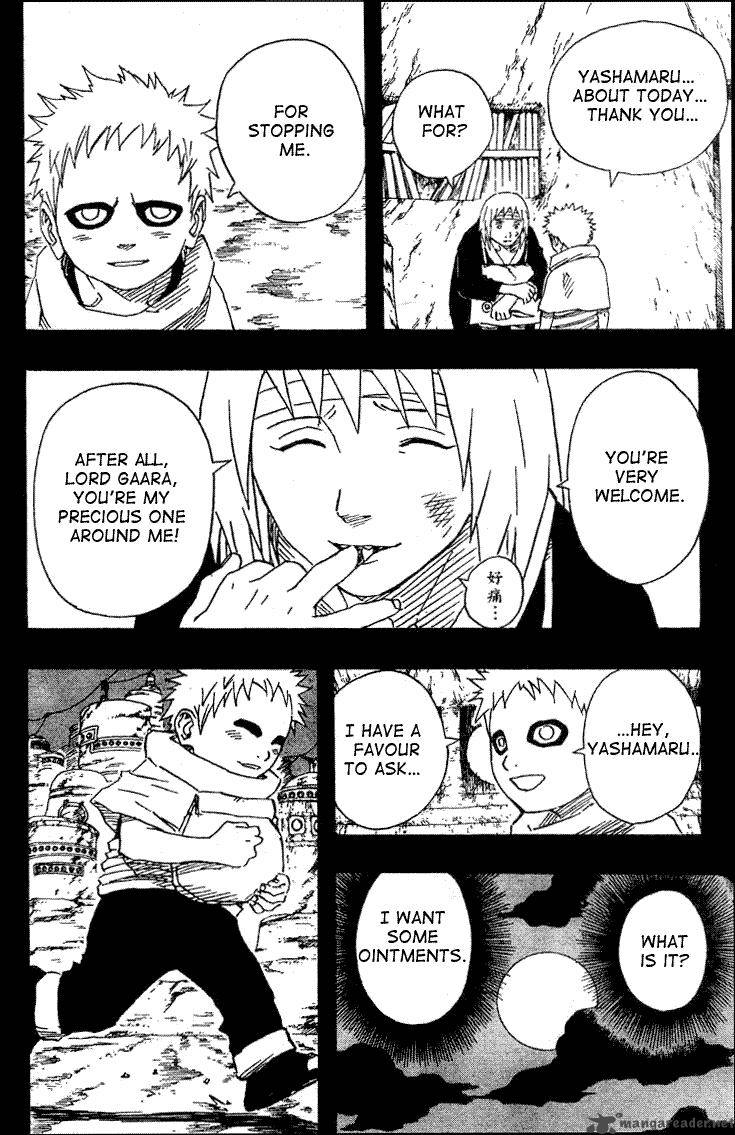 YASHAMARU...
ABOUT TODAY...
THANK YOU...
WHAT
FOR?
FOR
STOPPING
ME.
YOU'RE
VERY
WELCOME.
好痛…
AFTER ALL,
LORD GAARA,
YOU'RE MY
PRECIOUS ONE
AROUND ME!
...HEY,
YASHAMARU..
I HAVE A
FAVOUR
TO ASK...
WHAT
IS IT?
I WANT
SOME
OINTMENTS.
mangareader.net